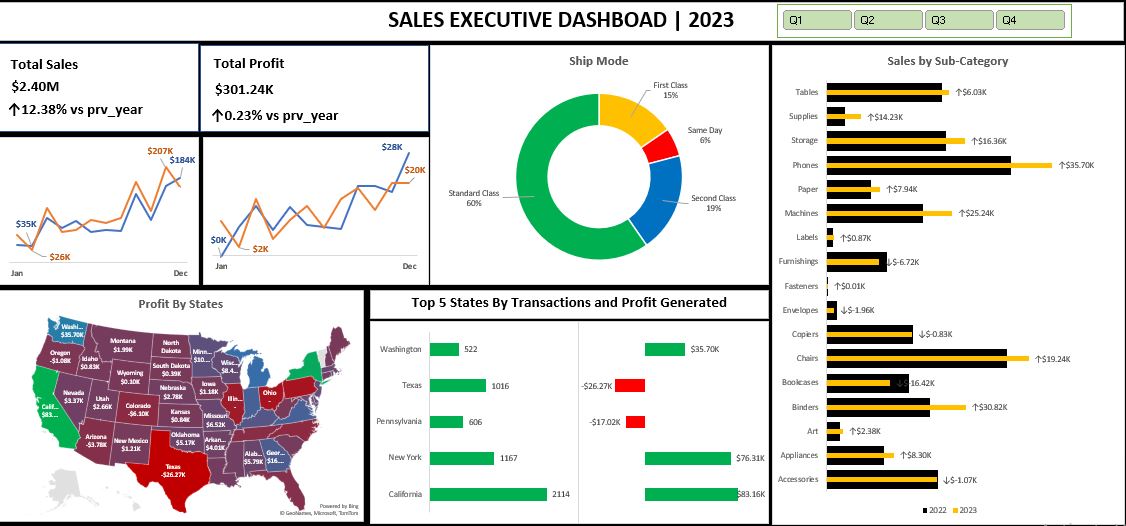 SALES EXECUTIVE DASHBOAD | 2023
Q1
Q2
Q3
Q4
Total Sales
$2.40M
↑12.38% vs prv_year
Total Profit
$301.24K
↑0.23% vs prv_year
$207K
$184K
$35K
$26K
Jan
Dec
$28K
$20K
$0K
$2K
Jan
Dec
Ship Mode
First Class
15%
Same Day
6%
Second Class
19%
Standard Class
60%
Sales by Sub-Category
Tables ↑$6.03K
Supplies ↑$14.23K
Storage ↑$16.36K
Phones ↑$35.70K
Paper ↑$7.94K
Machines ↑$25.24K
Labels ↑$0.87K
Furnishings ↓$-6.72K
Fasteners ↑$0.01K
Envelopes ↓$-1.96K
Copiers ↓$-0.83K
Chairs ↑$19.24K
Bookcases ↓$-16.42K
Binders ↑$30.82K
Art ↑$2.38K
Appliances ↑$8.30K
Accessories ↓$-1.07K
2022 2023
Profit By States
Washi...
$35.70K
Oregon
-$1.08K
Idaho
$0.83K
Montana
$1.99K
North
Dakota
Minn...
$10....
Wisc...
$8.4...
South Dakota
$0.39K
Wyoming
$0.10K
Nebraska
$2.78K
Iowa
$1.18K
Illin...
-
Ohio
-
Nevada
$3.37K
Utah
$2.66K
Colorado
-$6.10K
Kansas
$0.84K
Missouri
$6.52K
Calif...
$83....
Arizona
-$3.78K
New Mexico
$1.21K
Oklahoma
$5.17K
Arkan...
$4.01K
Alab...
$5.79K
Geor...
$16....
Texas
-$26.27K
Powered by Bing
© GeoNames, Microsoft, TomTom
Top 5 States By Transactions and Profit Generated
Washington 522 $35.70K
Texas 1016 -$26.27K
Pennsylvania 606 -$17.02K
New York 1167 $76.31K
California 2114 $83.16K